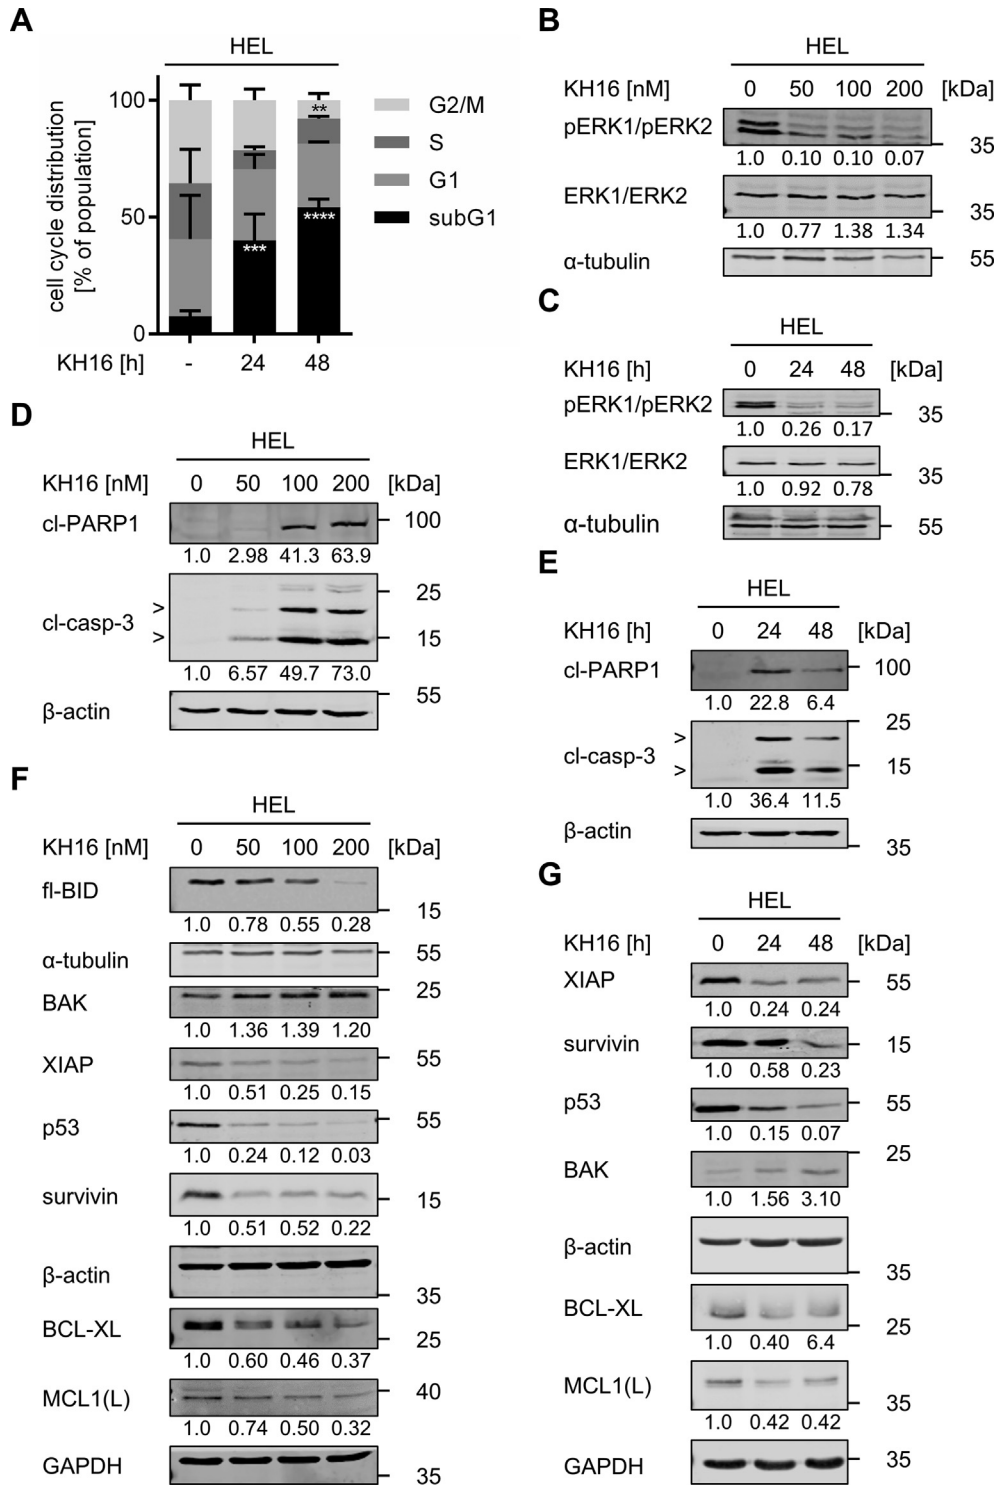 A
HEL
100
50
0
cell cycle distribution
[% of population]
**
***
****
G2/M
S
G1
subG1
KH16 [h] - 24 48
B
HEL
KH16 [nM] 0 50 100 200 [kDa]
pERK1/pERK2 35
1.0 0.10 0.10 0.07
ERK1/ERK2 35
1.0 0.77 1.38 1.34
α-tubulin 55
C
HEL
KH16 [h] 0 24 48 [kDa]
pERK1/pERK2 35
1.0 0.26 0.17
ERK1/ERK2 35
1.0 0.92 0.78
α-tubulin 55
D
HEL
KH16 [nM] 0 50 100 200 [kDa]
cl-PARP1 100
1.0 2.98 41.3 63.9
25
>
cl-casp-3
> 15
1.0 6.57 49.7 73.0
55
β-actin
E
HEL
KH16 [h] 0 24 48 [kDa]
cl-PARP1 100
1.0 22.8 6.4
25
>
cl-casp-3
> 15
1.0 36.4 11.5
β-actin
35
F
HEL
KH16 [nM] 0 50 100 200 [kDa]
fl-BID
15
1.0 0.78 0.55 0.28
α-tubulin 55
BAK 25
1.0 1.36 1.39 1.20
XIAP 55
1.0 0.51 0.25 0.15
p53 55
1.0 0.24 0.12 0.03
survivin 15
1.0 0.51 0.52 0.22
β-actin
35
BCL-XL 25
1.0 0.60 0.46 0.37
MCL1(L) 40
1.0 0.74 0.50 0.32
GAPDH 35
G
HEL
KH16 [h] 0 24 48 [kDa]
XIAP 55
1.0 0.24 0.24
survivin 15
1.0 0.58 0.23
p53 55
1.0 0.15 0.07
25
BAK
1.0 1.56 3.10
β-actin
35
BCL-XL 25
1.0 0.40 6.4
MCL1(L) 35
1.0 0.42 0.42
GAPDH 35